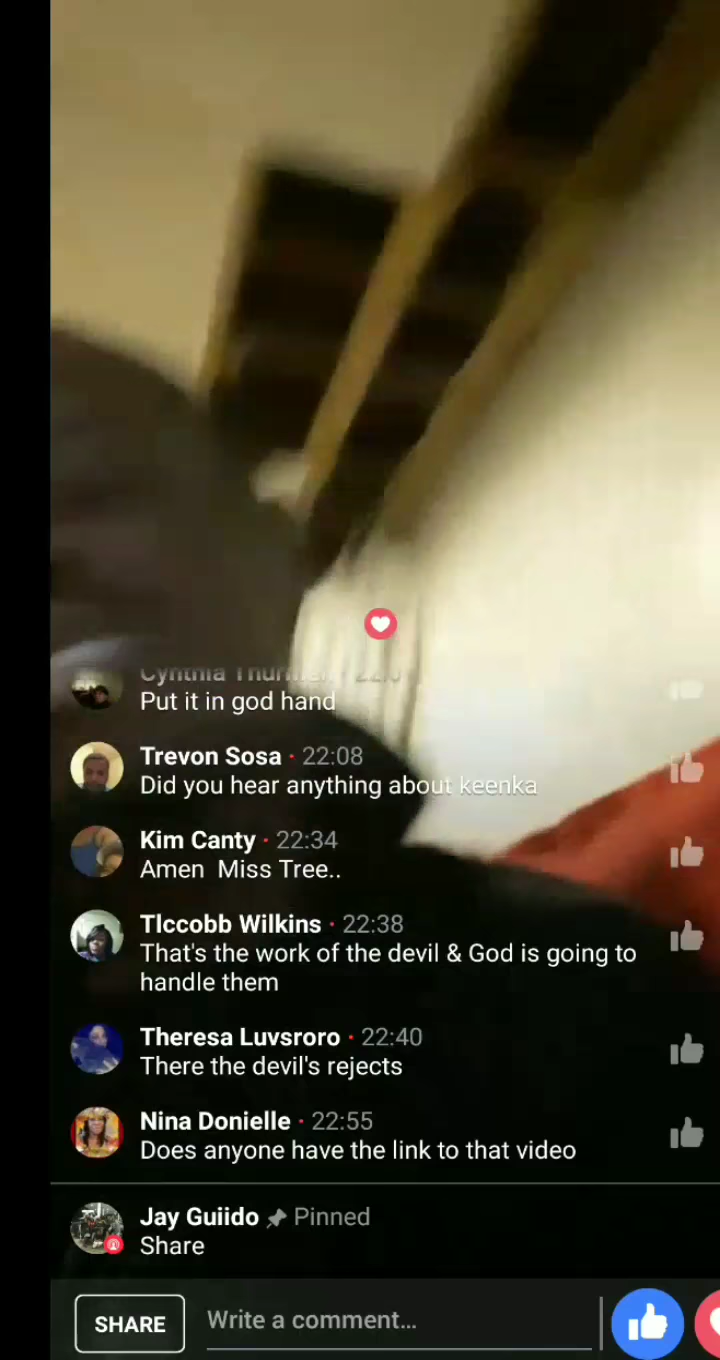 Cynthia
Put it in god hand
Trevon Sosa · 22:08
Did you hear anything about keenka
Kim Canty · 22:34
Amen  Miss Tree..
Tlccobb Wilkins · 22:38
That's the work of the devil & God is going to
handle them
Theresa Luvsroro · 22:40
There the devil's rejects
Nina Donielle · 22:55
Does anyone have the link to that video
Jay Guiido Pinned
Share
SHARE
Write a comment...